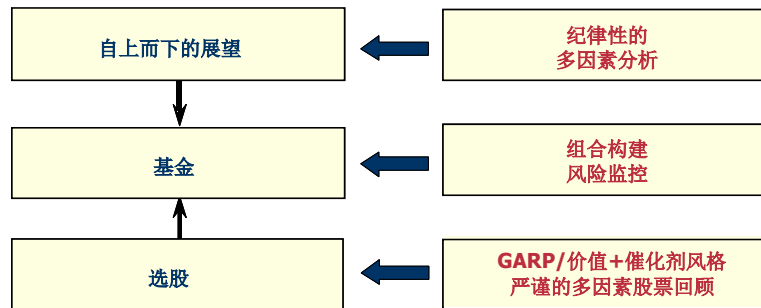 自上而下的展望
纪律性的
多因素分析
基金
组合构建
风险监控
选股
GARP/价值+催化剂风格
严谨的多因素股票回顾